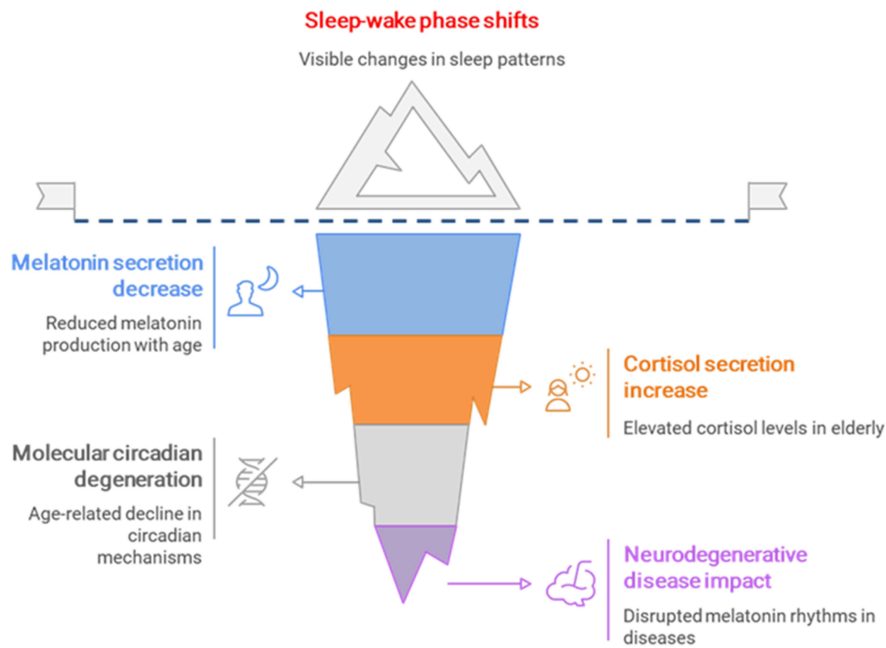 Sleep-wake phase shifts
Visible changes in sleep patterns
Melatonin secretion
decrease
Reduced melatonin
production with age
Cortisol secretion
increase
Elevated cortisol levels in elderly
Molecular circadian
degeneration
Age-related decline in
circadian
mechanisms
Neurodegenerative
disease impact
Disrupted melatonin rhythms in
diseases